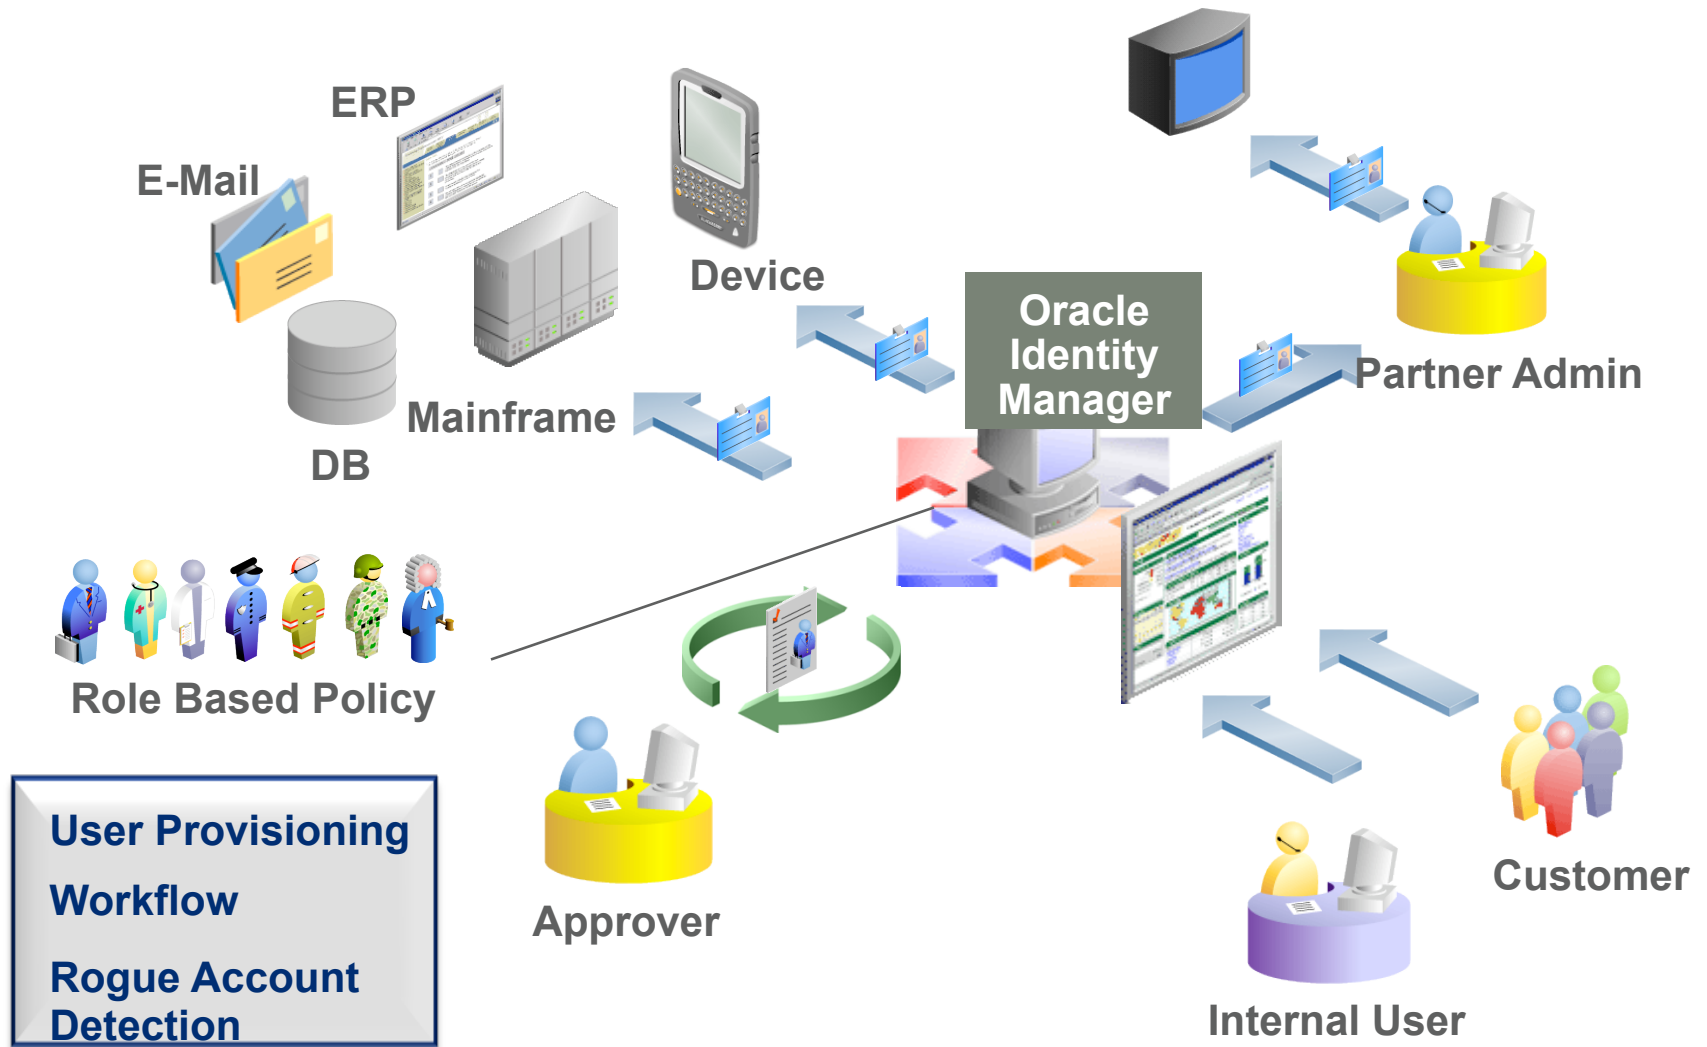 ERP
E-Mail
Device
Oracle
Identity
Manager
Partner Admin
Mainframe
DB
Role Based Policy
User Provisioning
Workflow
Rogue Account
Detection
Approver
Customer
Internal User